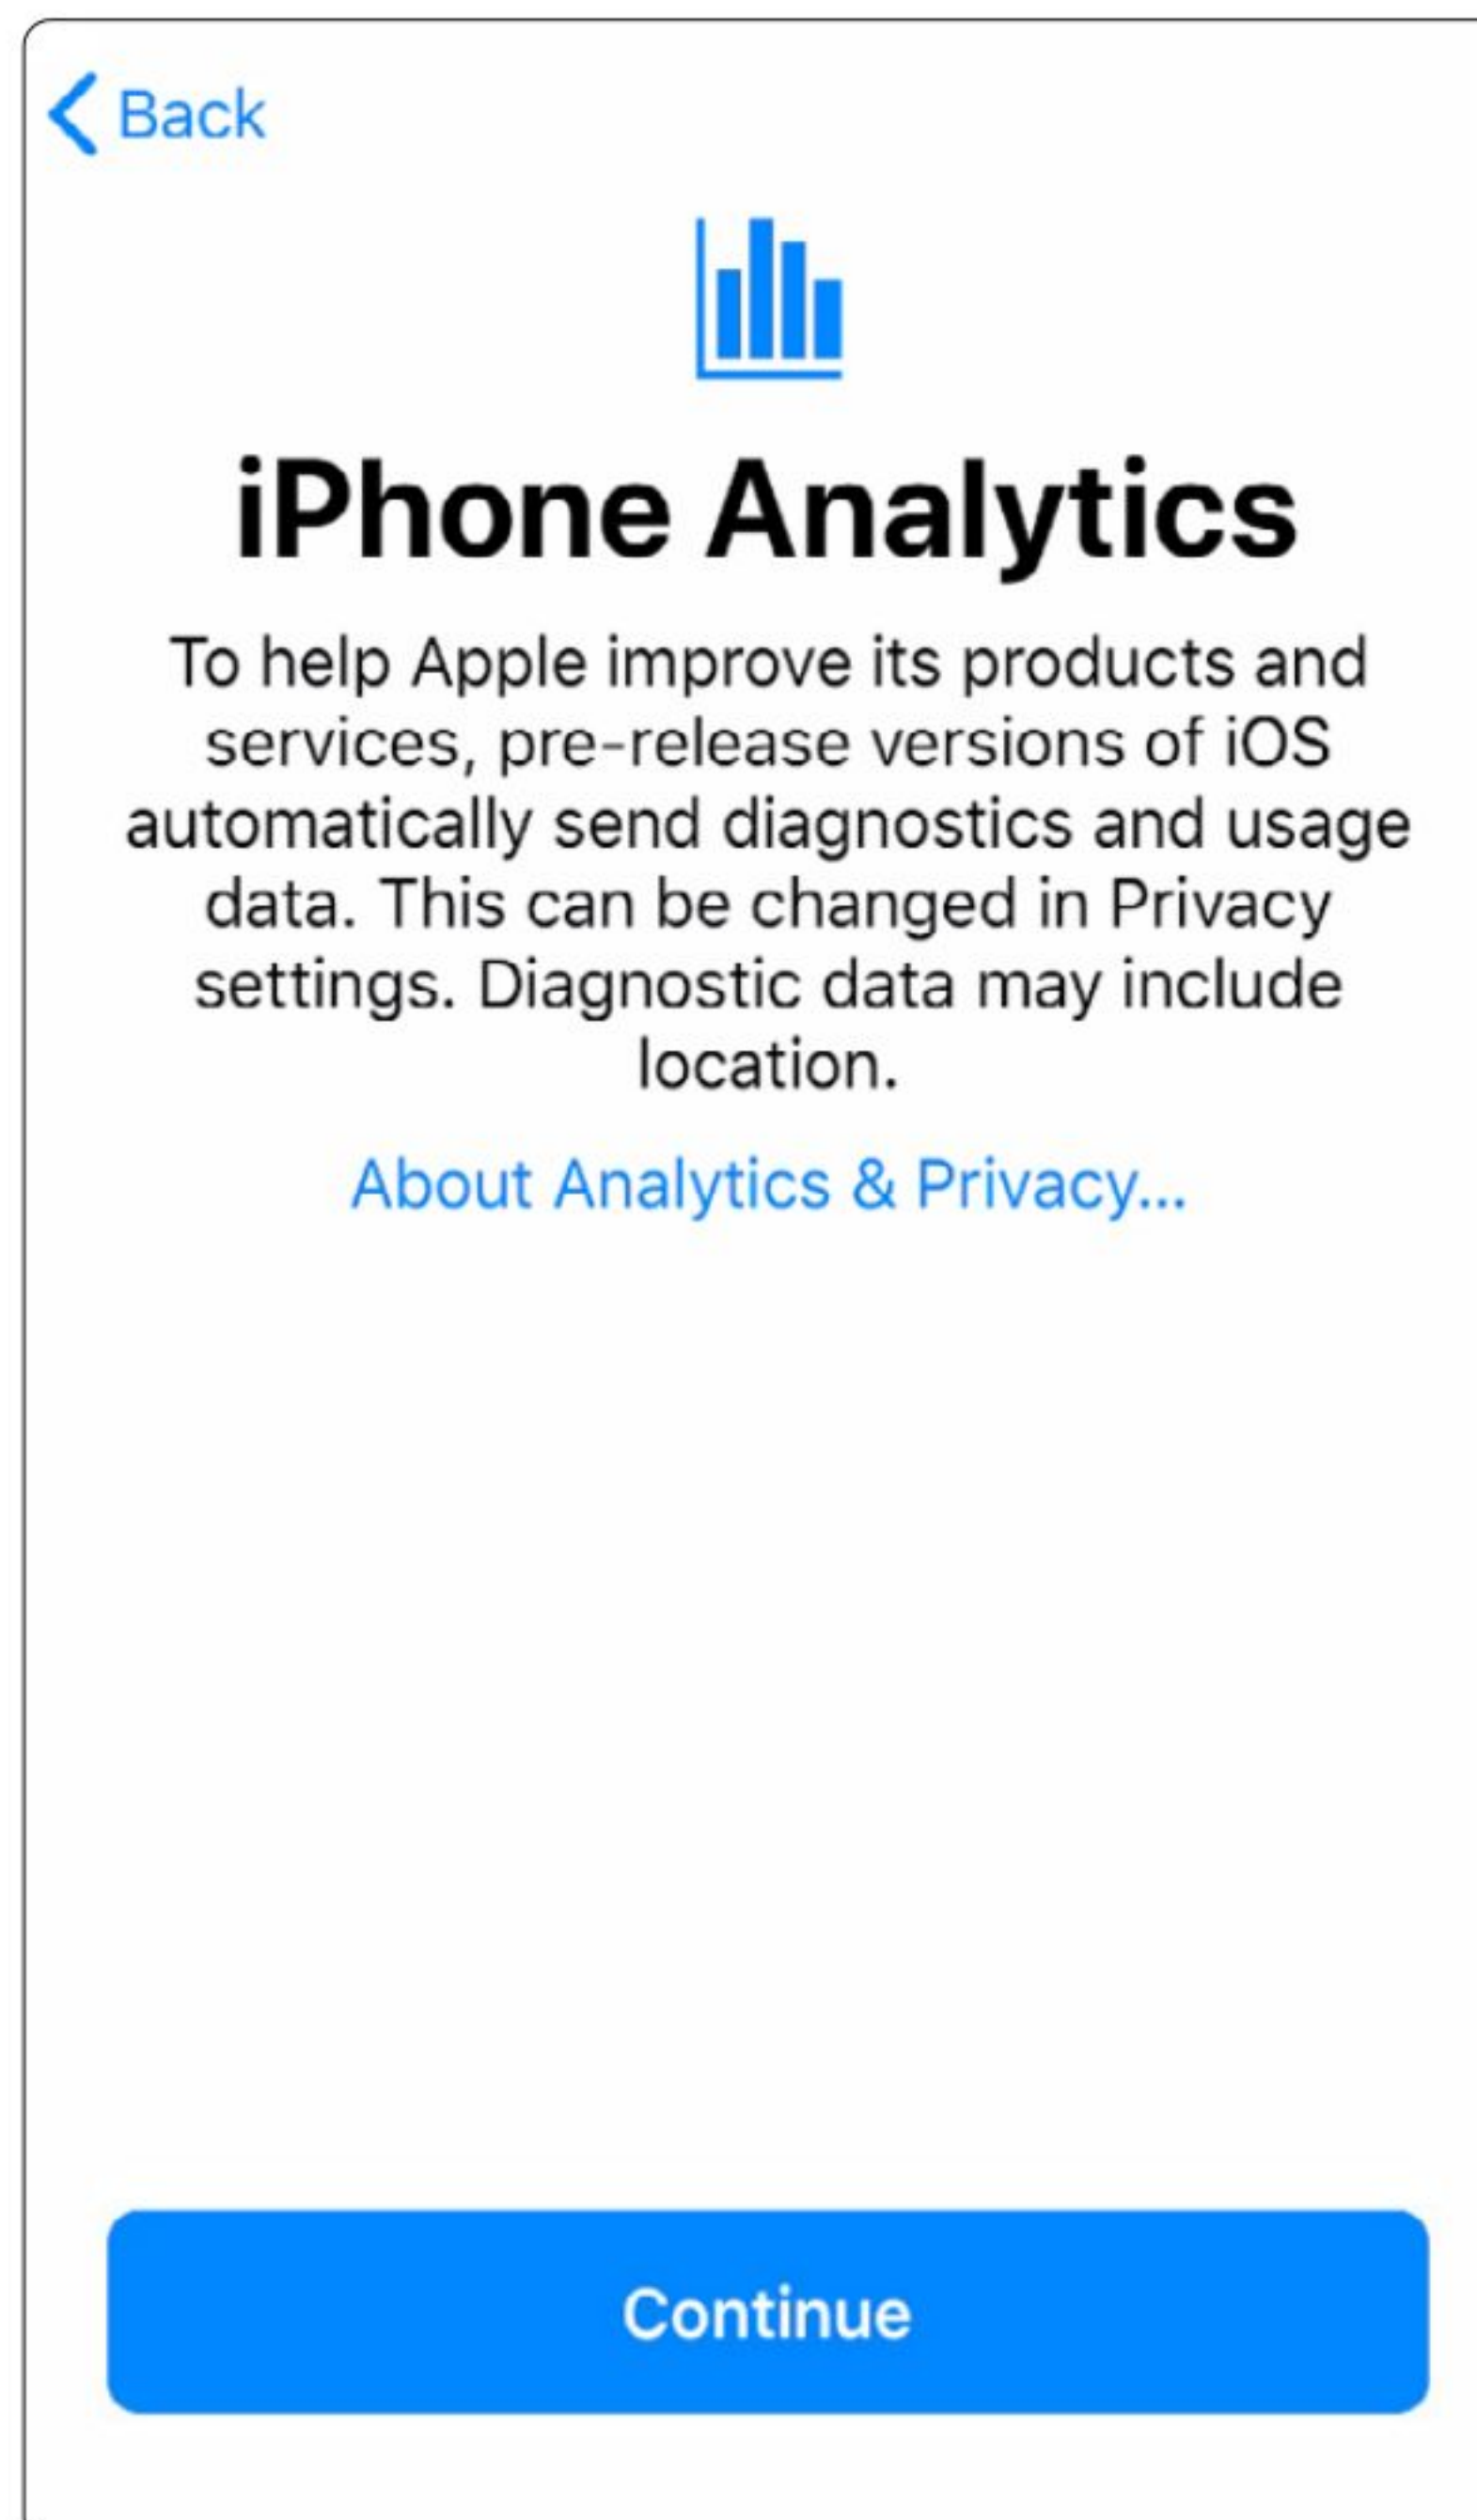 Back
iPhone Analytics
To help Apple improve its products and
services, pre-release versions of iOS
automatically send diagnostics and usage
data. This can be changed in Privacy
settings. Diagnostic data may include
location.
About Analytics & Privacy...
Continue